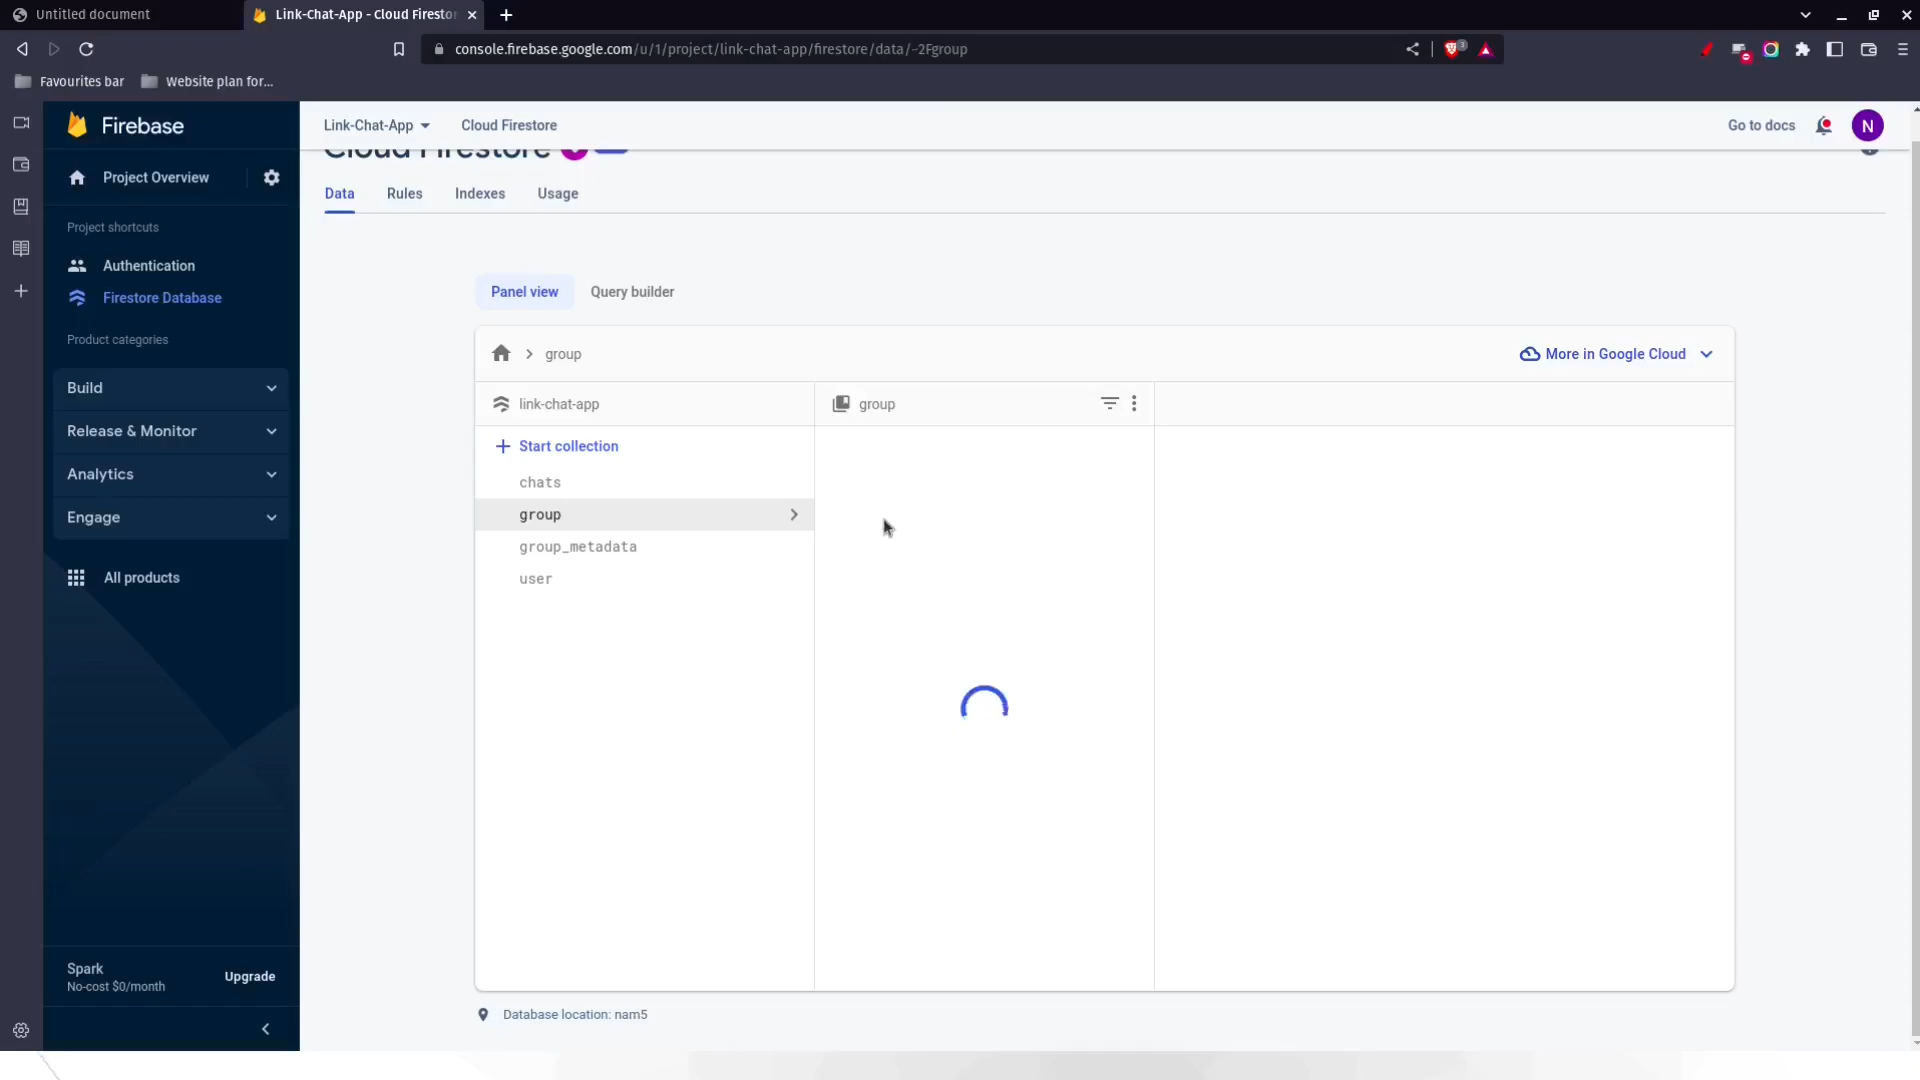 Untitled document
Link-Chat-App - Cloud Firestor
console.firebase.google.com/u/1/project/link-chat-app/firestore/data/~2Fgroup
3
Favourites bar
Website plan for...
Firebase
Link-Chat-App
Cloud Firestore
Go to docs
N
Cloud Firestore
Project Overview
Data
Rules
Indexes
Usage
Project shortcuts
Authentication
Firestore Database
Product categories
Panel view
Query builder
Build
Release & Monitor
Analytics
Engage
All products
group
More in Google Cloud
link-chat-app
group
Start collection
chats
group
group_metadata
user
Spark
No-cost $0/month
Upgrade
Database location: nam5